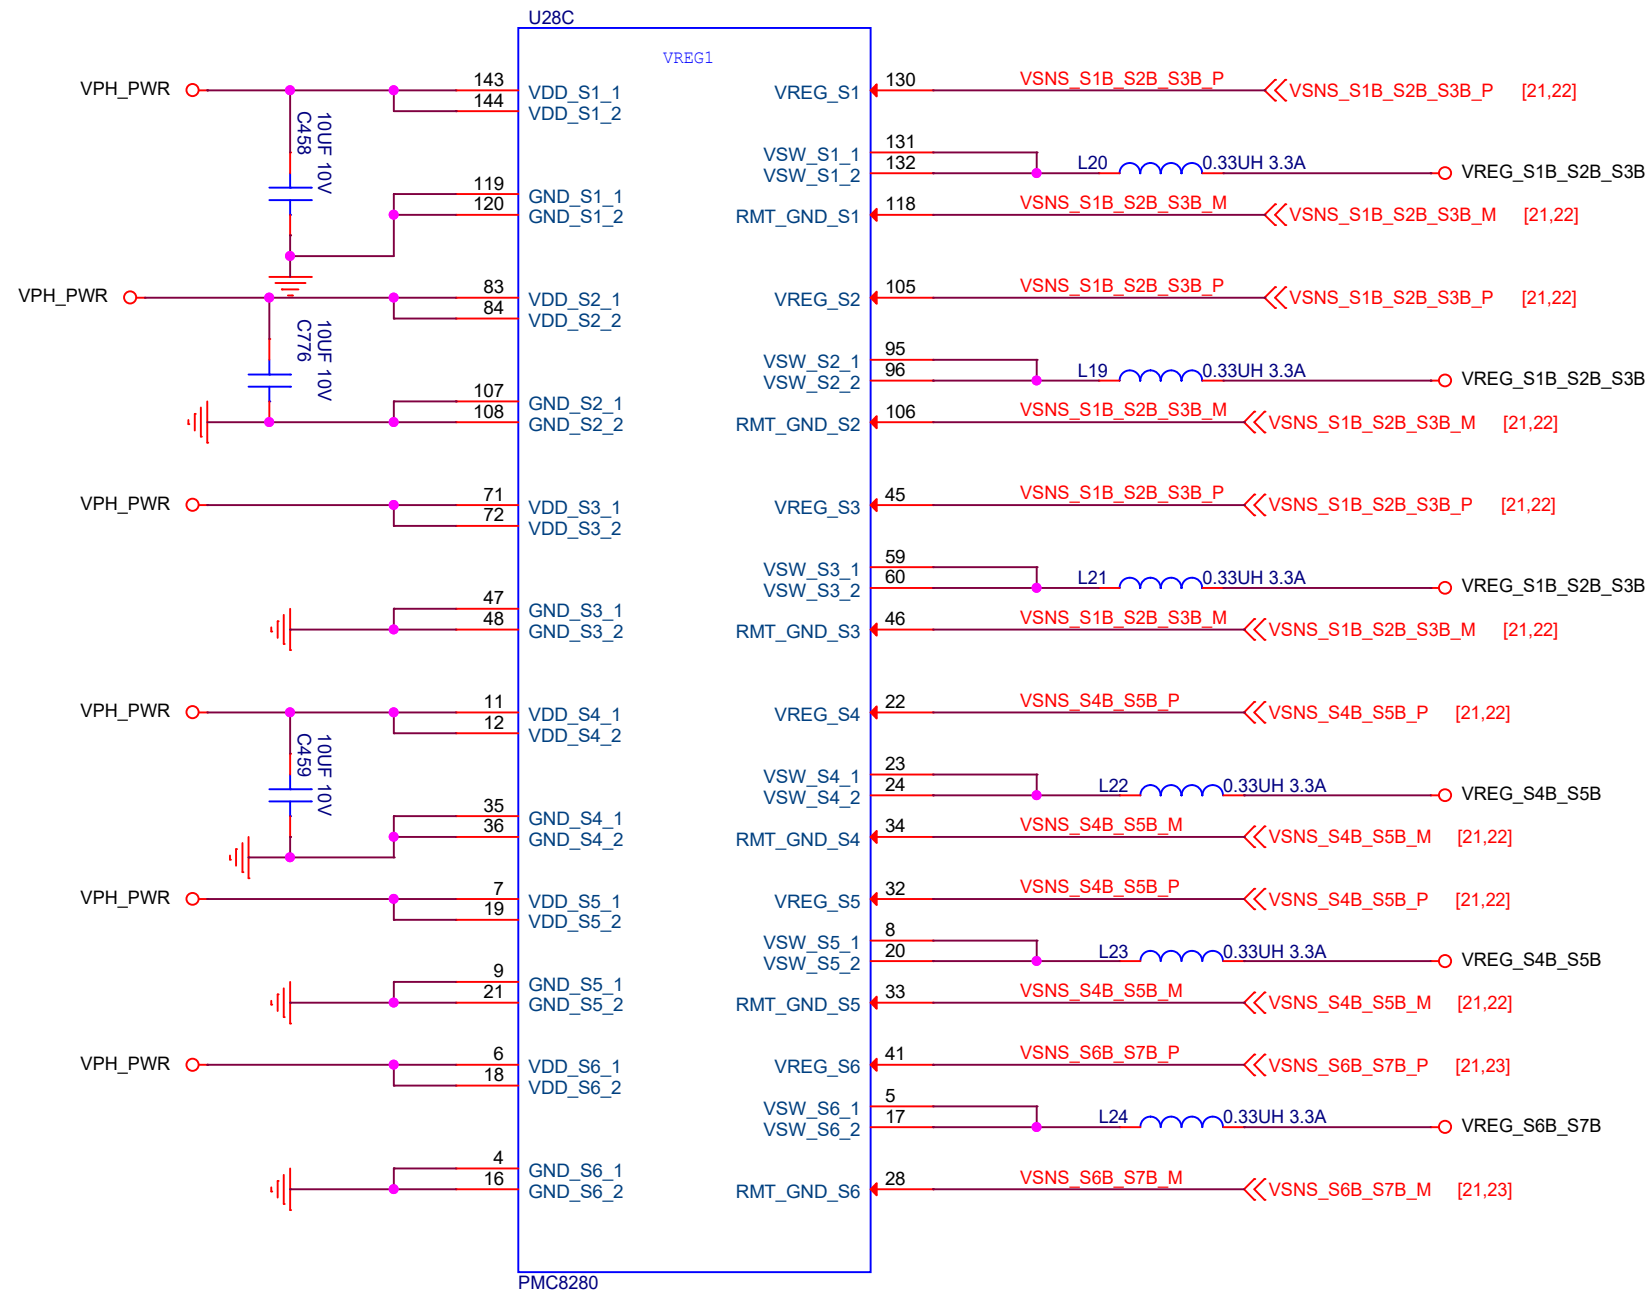 U28C
VREG1
VPH_PWR 143 VDD_S1_1 VREG_S1 130 VSNS_S1B_S2B_S3B_P VSNS_S1B_S2B_S3B_P [21,22]
144 VDD_S1_2
10UF 10V
C458
VSW_S1_1 131
VSW_S1_2 132 L20 0.33UH 3.3A VREG_S1B_S2B_S3B
119 GND_S1_1
120 GND_S1_2 RMT_GND_S1 118 VSNS_S1B_S2B_S3B_M VSNS_S1B_S2B_S3B_M [21,22]
VPH_PWR 83 VDD_S2_1 VREG_S2 105 VSNS_S1B_S2B_S3B_P VSNS_S1B_S2B_S3B_P [21,22]
84 VDD_S2_2
10UF 10V
C776
VSW_S2_1 95
VSW_S2_2 96 L19 0.33UH 3.3A VREG_S1B_S2B_S3B
107 GND_S2_1
108 GND_S2_2 RMT_GND_S2 106 VSNS_S1B_S2B_S3B_M VSNS_S1B_S2B_S3B_M [21,22]
VPH_PWR 71 VDD_S3_1 VREG_S3 45 VSNS_S1B_S2B_S3B_P VSNS_S1B_S2B_S3B_P [21,22]
72 VDD_S3_2
VSW_S3_1 59
VSW_S3_2 60 L21 0.33UH 3.3A VREG_S1B_S2B_S3B
47 GND_S3_1
48 GND_S3_2 RMT_GND_S3 46 VSNS_S1B_S2B_S3B_M VSNS_S1B_S2B_S3B_M [21,22]
VPH_PWR 11 VDD_S4_1 VREG_S4 22 VSNS_S4B_S5B_P VSNS_S4B_S5B_P [21,22]
12 VDD_S4_2
10UF 10V
C459
VSW_S4_1 23
VSW_S4_2 24 L22 0.33UH 3.3A VREG_S4B_S5B
35 GND_S4_1
36 GND_S4_2 RMT_GND_S4 34 VSNS_S4B_S5B_M VSNS_S4B_S5B_M [21,22]
VPH_PWR 7 VDD_S5_1 VREG_S5 32 VSNS_S4B_S5B_P VSNS_S4B_S5B_P [21,22]
19 VDD_S5_2
VSW_S5_1 8
VSW_S5_2 20 L23 0.33UH 3.3A VREG_S4B_S5B
9 GND_S5_1
21 GND_S5_2 RMT_GND_S5 33 VSNS_S4B_S5B_M VSNS_S4B_S5B_M [21,22]
VPH_PWR 6 VDD_S6_1 VREG_S6 41 VSNS_S6B_S7B_P VSNS_S6B_S7B_P [21,23]
18 VDD_S6_2
VSW_S6_1 5
VSW_S6_2 17 L24 0.33UH 3.3A VREG_S6B_S7B
4 GND_S6_1
16 GND_S6_2 RMT_GND_S6 28 VSNS_S6B_S7B_M VSNS_S6B_S7B_M [21,23]
PMC8280